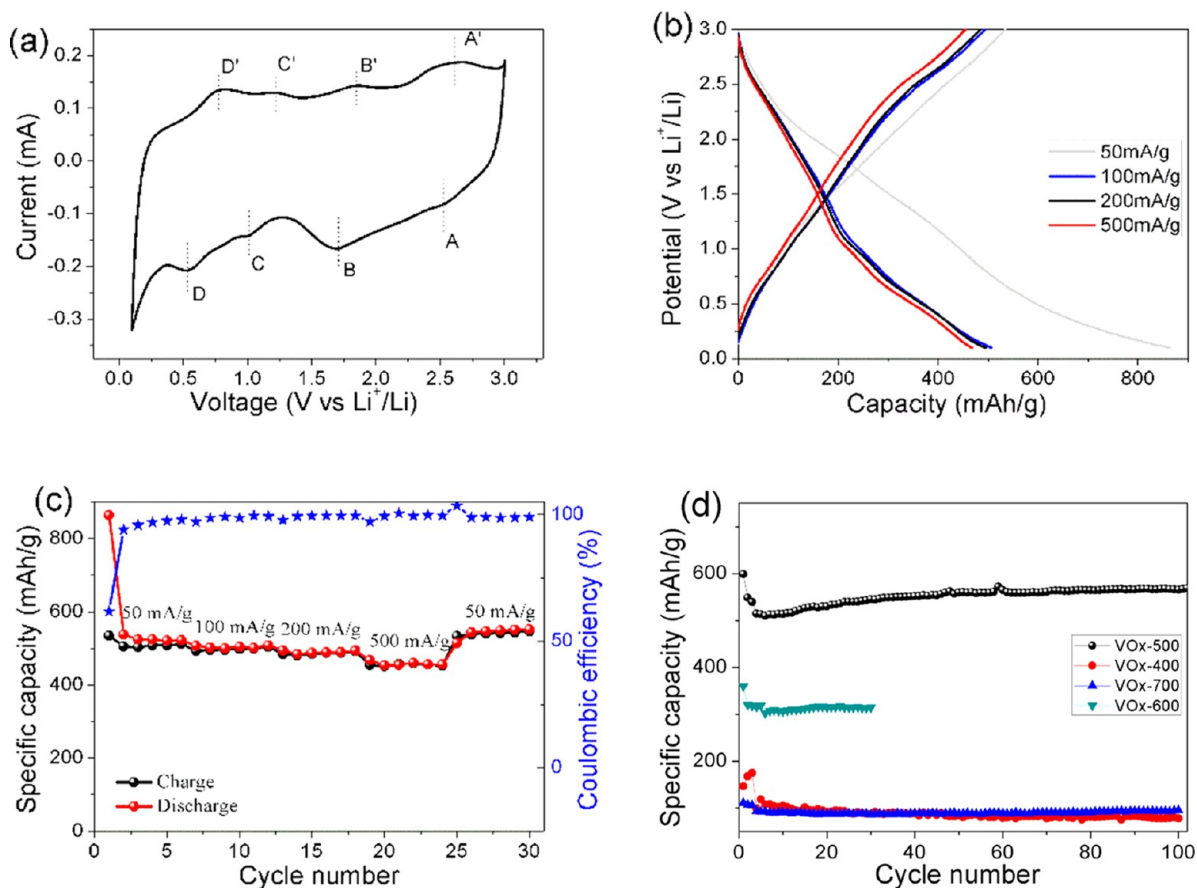 (a)
0.2
0.1
0.0
-0.1
-0.2
-0.3
Current (mA)
D'
C'
B'
A'
D
C
B
A
0.0 0.5 1.0 1.5 2.0 2.5 3.0
Voltage (V vs Li⁺/Li)
(b)
3.0
2.5
2.0
1.5
1.0
0.5
0.0
Potential (V vs Li⁺/Li)
50mA/g
100mA/g
200mA/g
500mA/g
0 200 400 600 800
Capacity (mAh/g)
(c)
800
600
400
200
0
Specific capacity (mAh/g)
50 mA/g
100 mA/g
200 mA/g
500 mA/g
50 mA/g
Charge
Discharge
100
50
0
Coulombic efficiency (%)
0 5 10 15 20 25 30
Cycle number
(d)
600
400
200
Specific capacity (mAh/g)
VOx-500
VOx-400
VOx-700
VOx-600
0 20 40 60 80 100
Cycle number